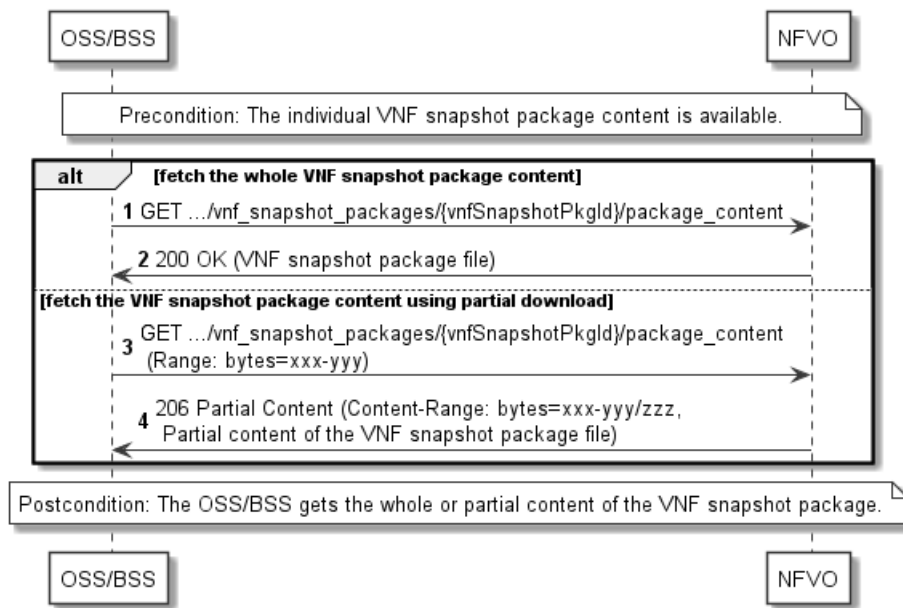 OSS/BSS
NFVO
Precondition: The individual VNF snapshot package content is available.
alt
[fetch the whole VNF snapshot package content]
1 GET .../vnf_snapshot_packages/{vnfSnapshotPkgId}/package_content
2 200 OK (VNF snapshot package file)
[fetch the VNF snapshot package content using partial download]
3 GET .../vnf_snapshot_packages/{vnfSnapshotPkgId}/package_content
(Range: bytes=xxx-yyy)
4 206 Partial Content (Content-Range: bytes=xxx-yyy/zzz,
Partial content of the VNF snapshot package file)
Postcondition: The OSS/BSS gets the whole or partial content of the VNF snapshot package.
OSS/BSS
NFVO